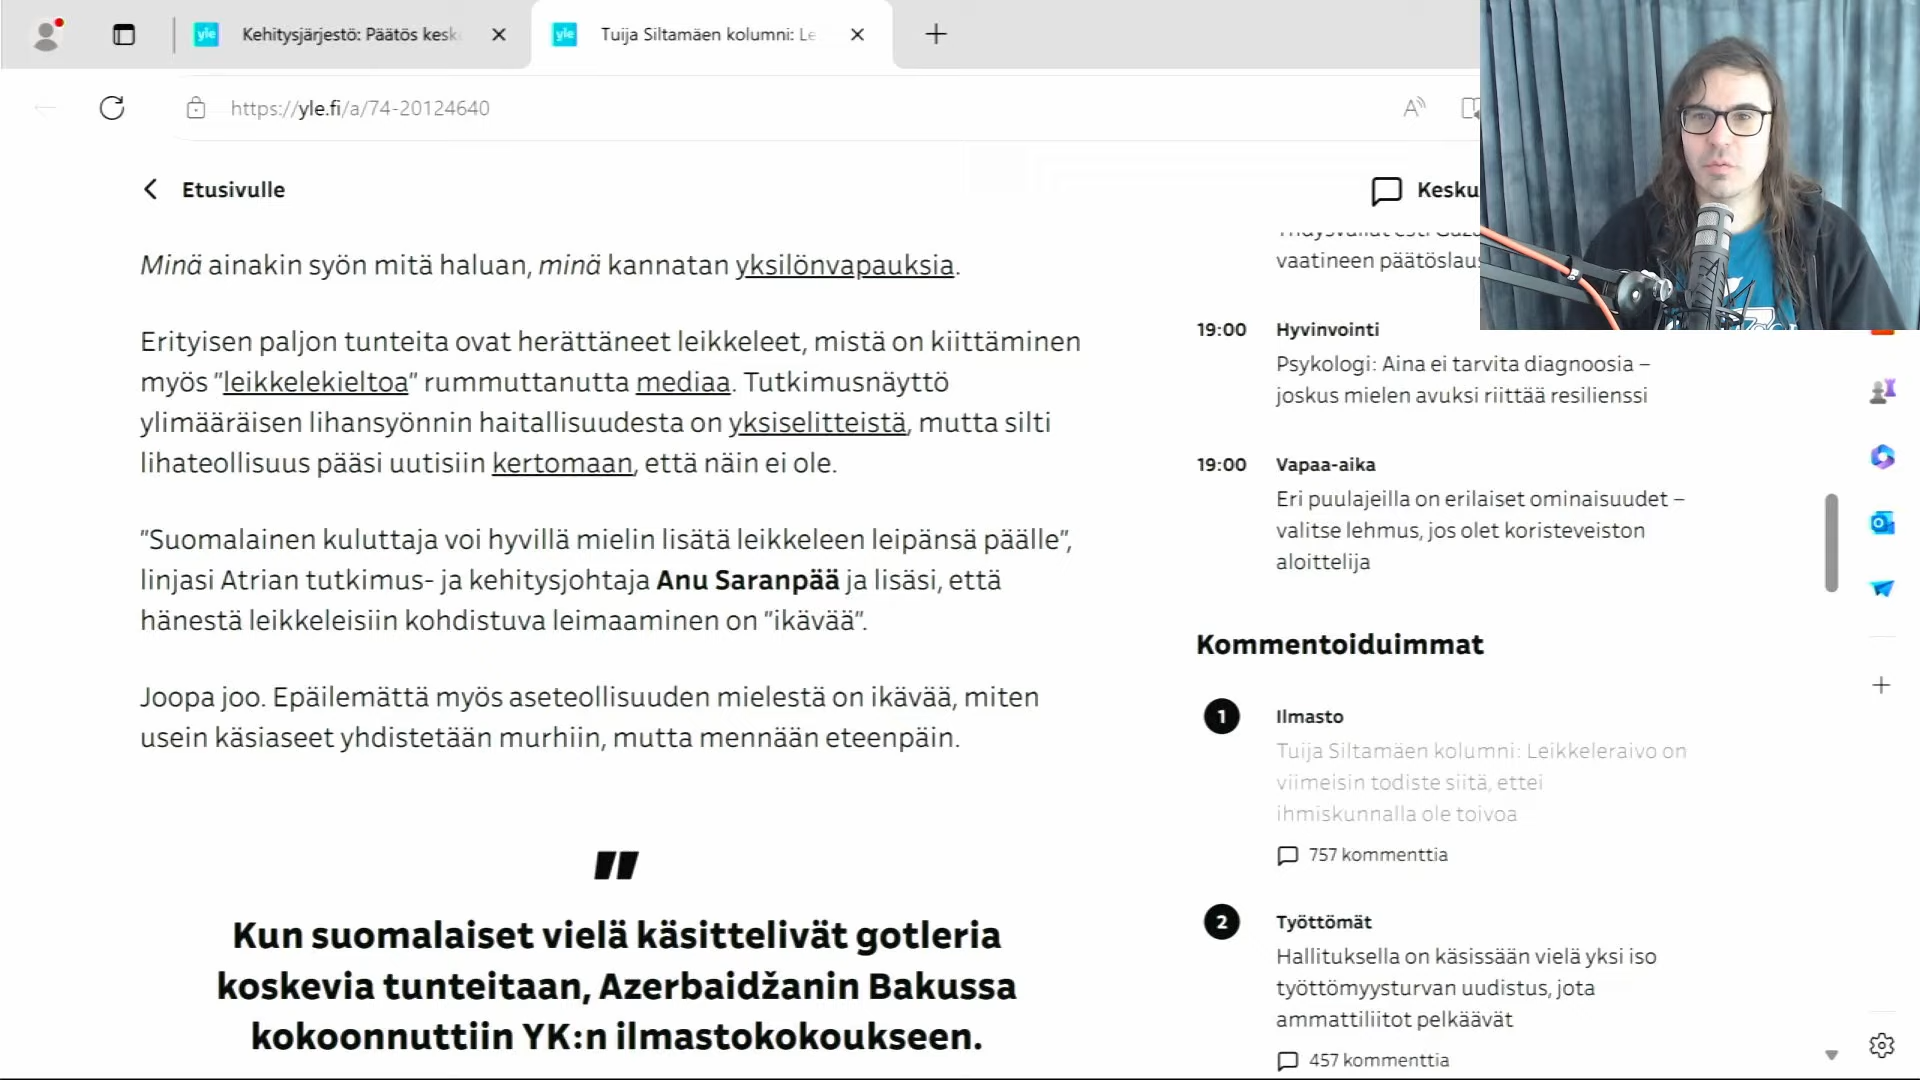 yle Kehitysjärjestö: Päätös kesk
yle Tuija Siltamäen kolumni: Le
https://yle.fi/a/74-20124640
Etusivulle
Kesku
Minä ainakin syön mitä haluan, minä kannatan yksilönvapauksia.
Erityisen paljon tunteita ovat herättäneet leikkeleet, mistä on kiittäminen
myös ”leikkelekieltoa” rummuttanutta mediaa. Tutkimusnäyttö
ylimääräisen lihansyönnin haitallisuudesta on yksiselitteistä, mutta silti
lihateollisuus pääsi uutisiin kertomaan, että näin ei ole.
”Suomalainen kuluttaja voi hyvillä mielin lisätä leikkeleen leipänsä päälle”,
linjasi Atrian tutkimus- ja kehitysjohtaja Anu Saranpää ja lisäsi, että
hänestä leikkeleisiin kohdistuva leimaaminen on ”ikävää”.
Joopa joo. Epäilemättä myös aseteollisuuden mielestä on ikävää, miten
usein käsiaseet yhdistetään murhiin, mutta mennään eteenpäin.
"
Kun suomalaiset vielä käsittelivät gotleria
koskevia tunteitaan, Azerbaidžanin Bakussa
kokoonnuttiin YK:n ilmastokokoukseen.
Yhdysvallat esti Gaza
vaatineen päätöslaus
19:00 Hyvinvointi
Psykologi: Aina ei tarvita diagnoosia –
joskus mielen avuksi riittää resilienssi
19:00 Vapaa-aika
Eri puulajeilla on erilaiset ominaisuudet –
valitse lehmus, jos olet koristeveiston
aloittelija
Kommentoiduimmat
1 Ilmasto
Tuija Siltamäen kolumni: Leikkeleraivo on
viimeisin todiste siitä, ettei
ihmiskunnalla ole toivoa
757 kommenttia
2 Työttömät
Hallituksella on käsissään vielä yksi iso
työttömyysturvan uudistus, jota
ammattiliitot pelkäävät
457 kommenttia